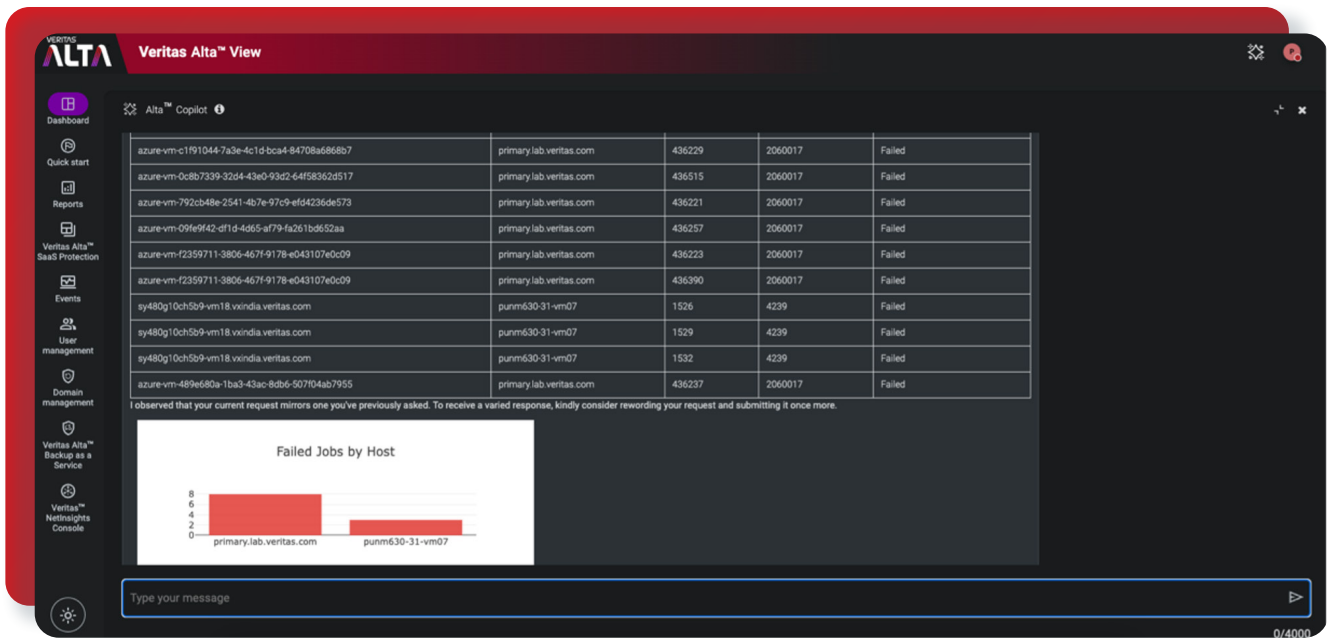 VERITAS
ALTA
Veritas Alta™ View
Alta™ Copilot
Dashboard
Quick start
Reports
Veritas Alta™
SaaS Protection
Events
User
management
Domain
management
Veritas Alta™
Backup as a
Service
Veritas™
NetInsights
Console
azure-vm-c1f91044-7a3e-4c1d-bca4-84708a6868b7 primary.lab.veritas.com 436229 2060017 Failed
azure-vm-0c8b7339-32d4-43e0-93d2-64f58362d517 primary.lab.veritas.com 436515 2060017 Failed
azure-vm-792cb48e-2541-4b7e-97c9-efd4236de573 primary.lab.veritas.com 436221 2060017 Failed
azure-vm-09fe9f42-df1d-4d65-af79-fa261bd652aa primary.lab.veritas.com 436257 2060017 Failed
azure-vm-f2359711-3806-467f-9178-e043107e0c09 primary.lab.veritas.com 436223 2060017 Failed
azure-vm-f2359711-3806-467f-9178-e043107e0c09 primary.lab.veritas.com 436390 2060017 Failed
sy480g10ch5b9-vm18.vxindia.veritas.com punm630-31-vm07 1526 4239 Failed
sy480g10ch5b9-vm18.vxindia.veritas.com punm630-31-vm07 1529 4239 Failed
sy480g10ch5b9-vm18.vxindia.veritas.com punm630-31-vm07 1532 4239 Failed
azure-vm-489e680a-1ba3-43ac-8db6-507f04ab7955 primary.lab.veritas.com 436237 2060017 Failed
I observed that your current request mirrors one you've previously asked. To receive a varied response, kindly consider rewording your request and submitting it once more.
Failed Jobs by Host
8
6
4
2
0
primary.lab.veritas.com punm630-31-vm07
Type your message
0/4000